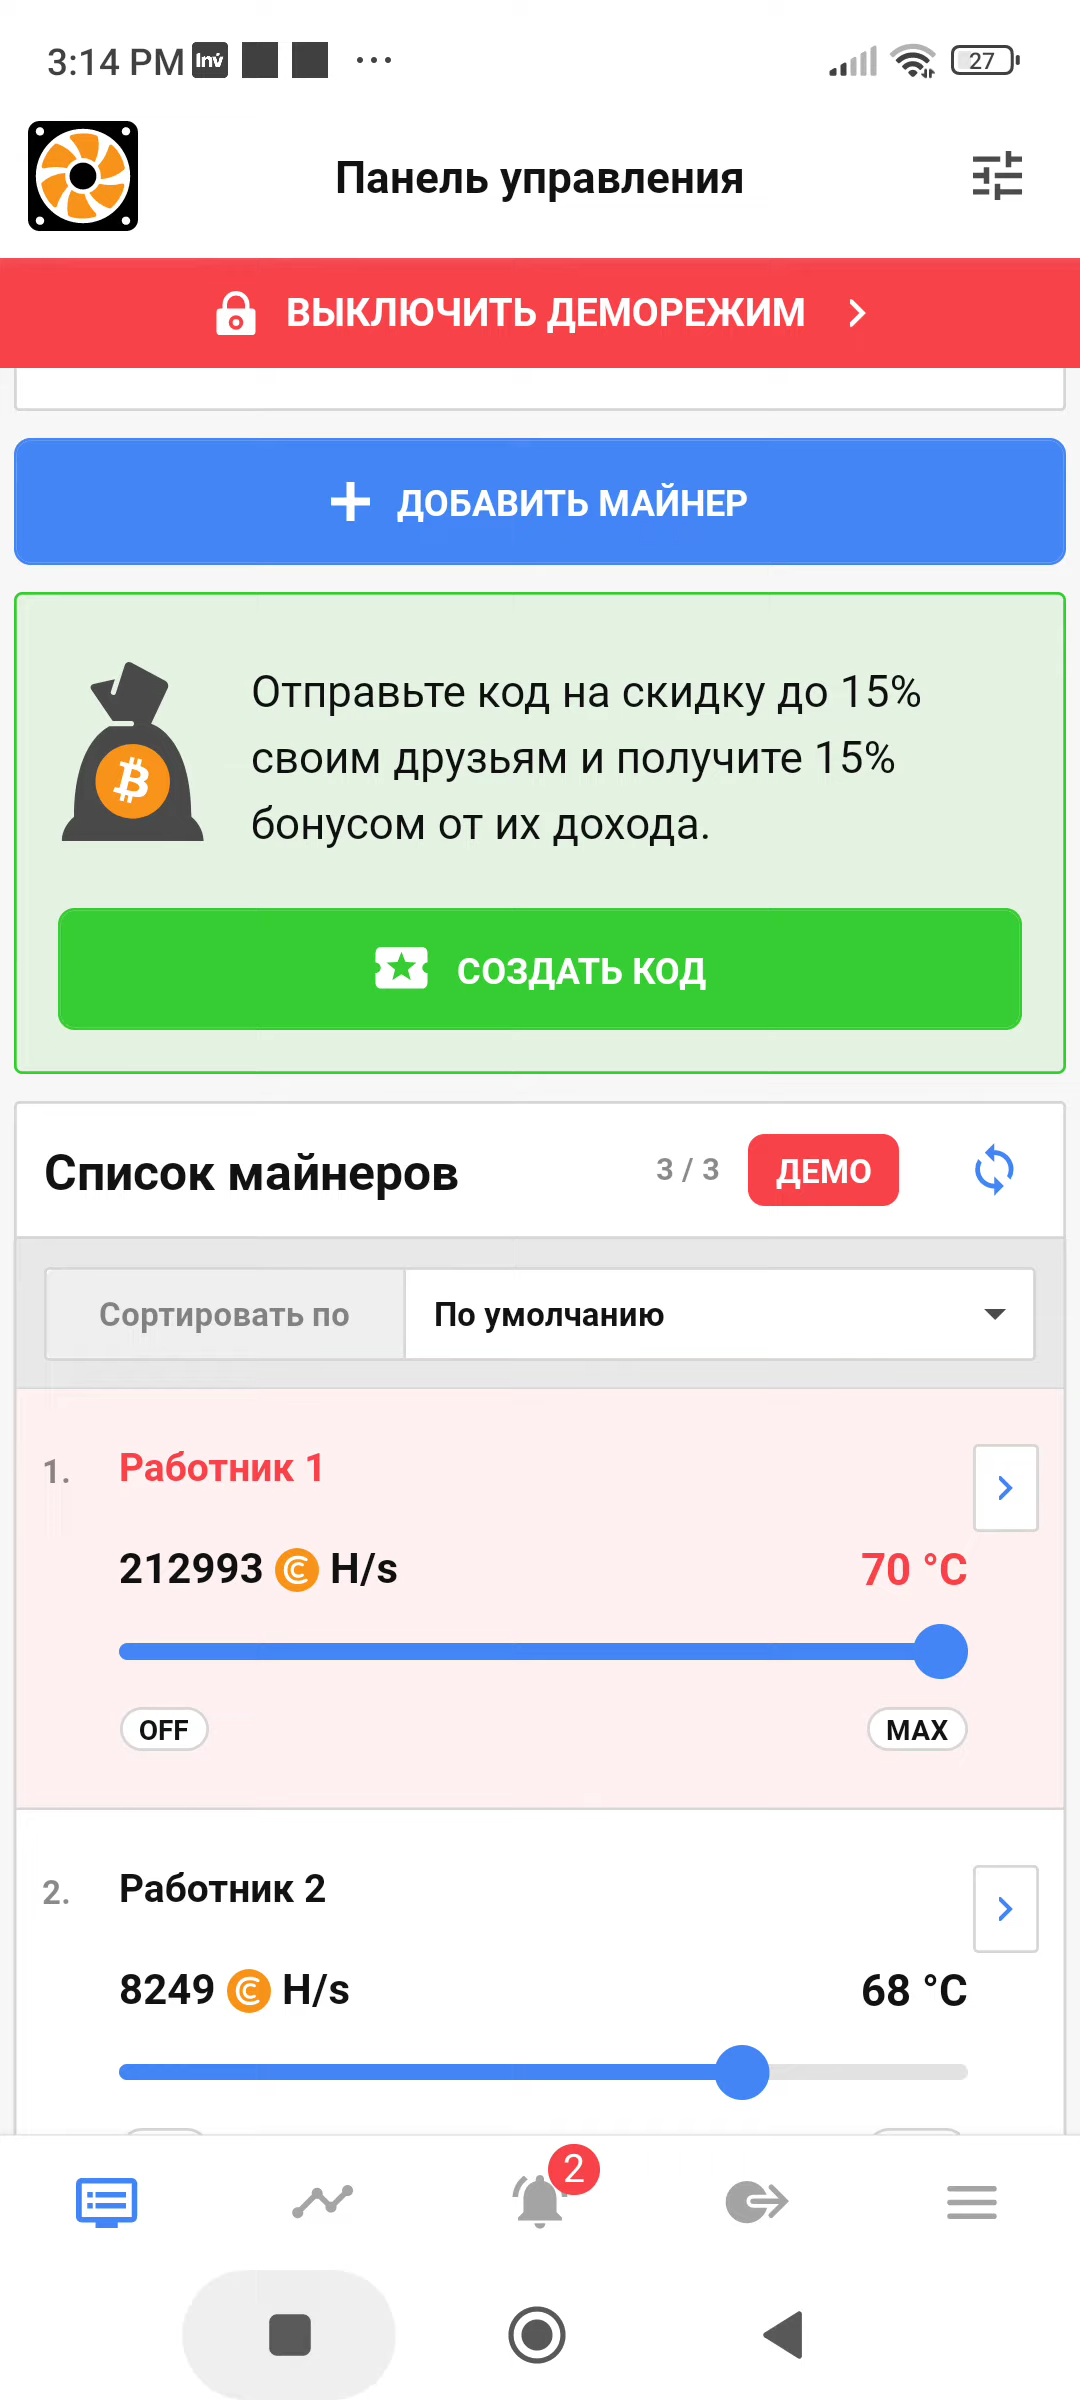 3:14 PM
Inv
27
Панель управления
ВЫКЛЮЧИТЬ ДЕМОРЕЖИМ
ДОБАВИТЬ МАЙНЕР
Отправьте код на скидку до 15%
своим друзьям и получите 15%
бонусом от их дохода.
СОЗДАТЬ КОД
Список майнеров
3 / 3
ДЕМО
Сортировать по
По умолчанию
1.
Работник 1
212993 H/s
70 °C
OFF
MAX
2.
Работник 2
8249 H/s
68 °C
2